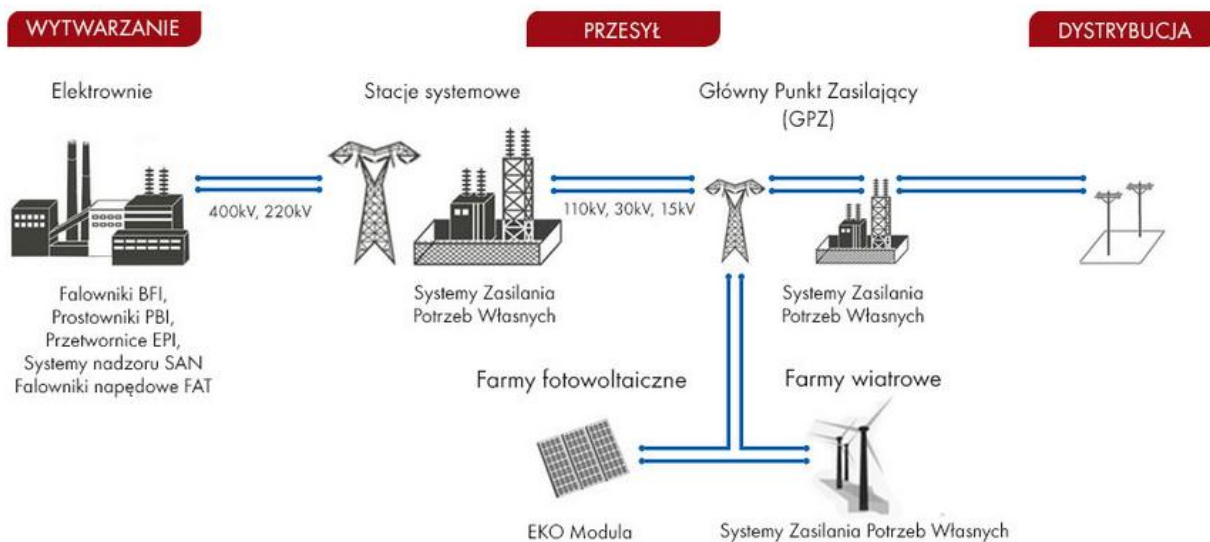 WYTWARZANIE
PRZESYŁ
DYSTRYBUCJA
Elektrownie
Stacje systemowe
Główny Punkt Zasilający
(GPZ)
400kV, 220kV
110kV, 30kV, 15kV
Falowniki BFI,
Prostowniki PBI,
Przetwornice EPI,
Systemy nadzoru SAN
Falowniki napędowe FAT
Systemy Zasilania
Potrzeb Własnych
Systemy Zasilania
Potrzeb Własnych
Farmy fotowoltaiczne
Farmy wiatrowe
EKO Modula
Systemy Zasilania Potrzeb Własnych